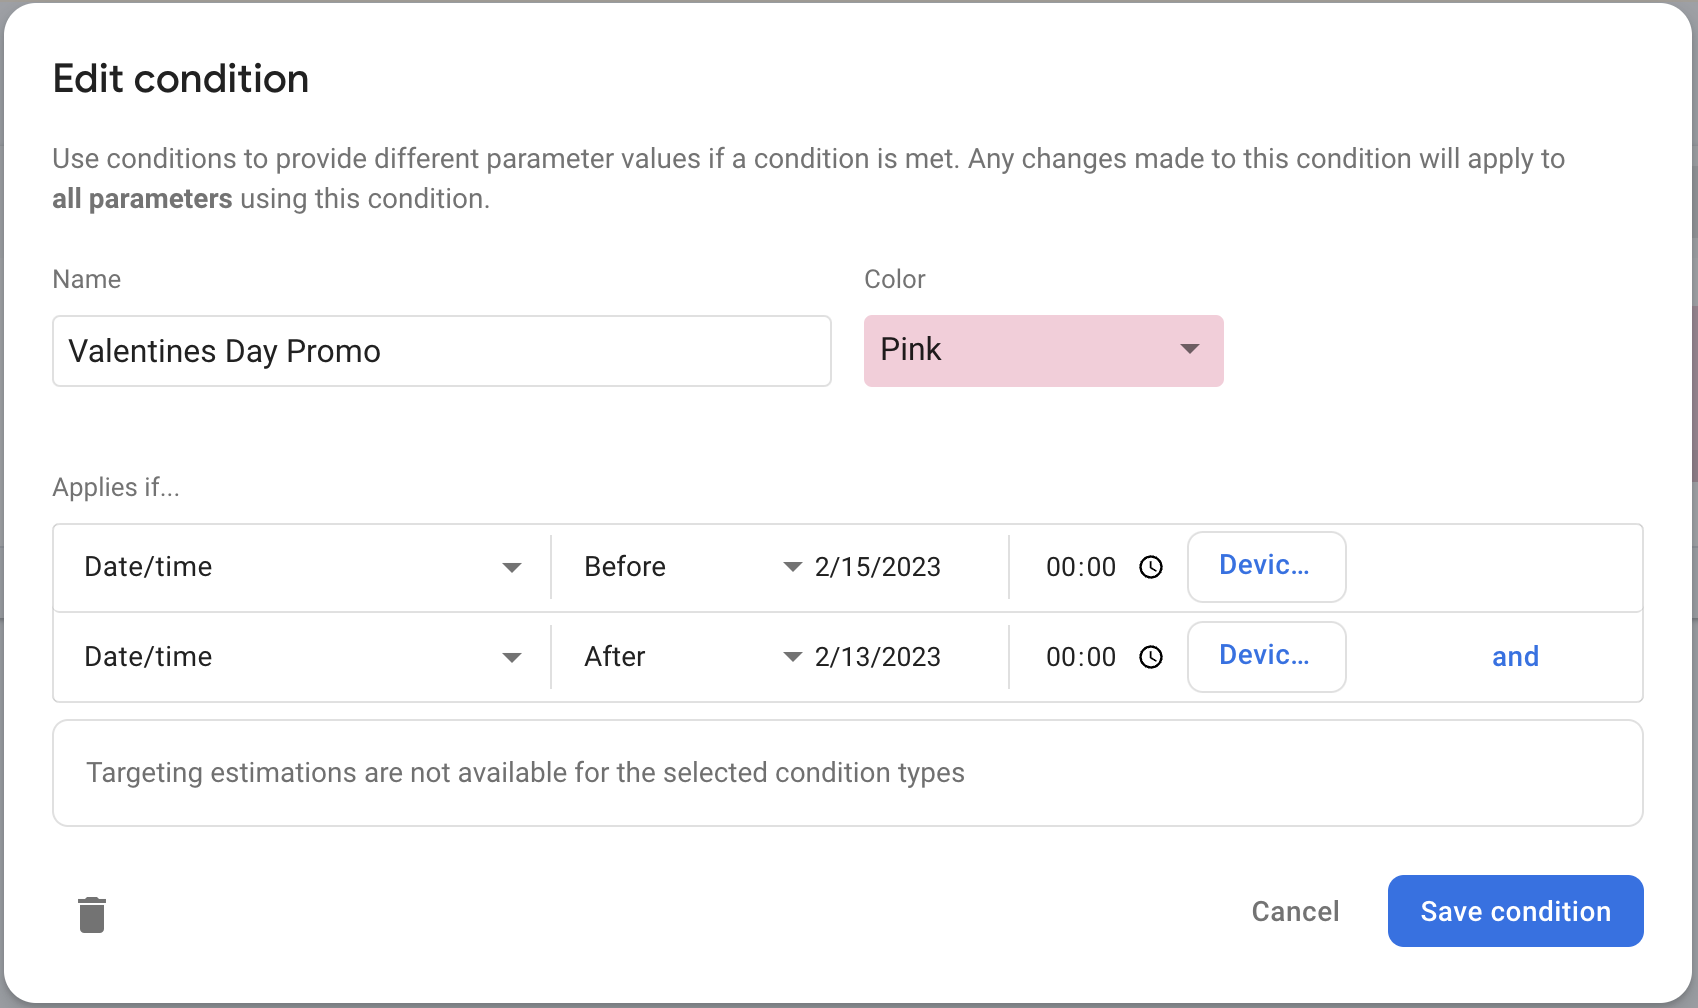 Edit condition
Use conditions to provide different parameter values if a condition is met. Any changes made to this condition will apply to
all parameters using this condition.
Name Color
Valentines Day Promo Pink
Applies if...
Date/time Before 2/15/2023 00:00 Devic...
Date/time After 2/13/2023 00:00 Devic... and
Targeting estimations are not available for the selected condition types
Cancel Save condition